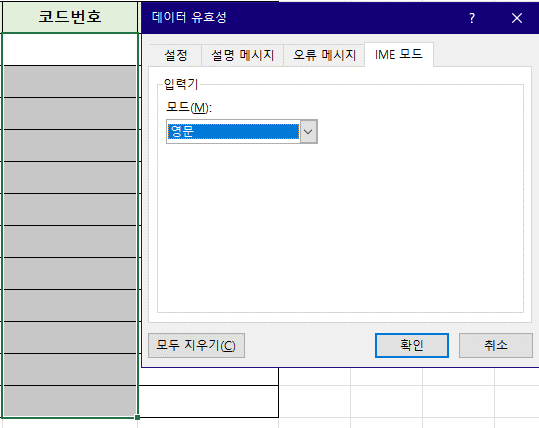 코드번호
데이터 유효성
? ×
설정 설명 메시지 오류 메시지 IME 모드
입력기
모드(M):
영문
모두 지우기(C) 확인 취소